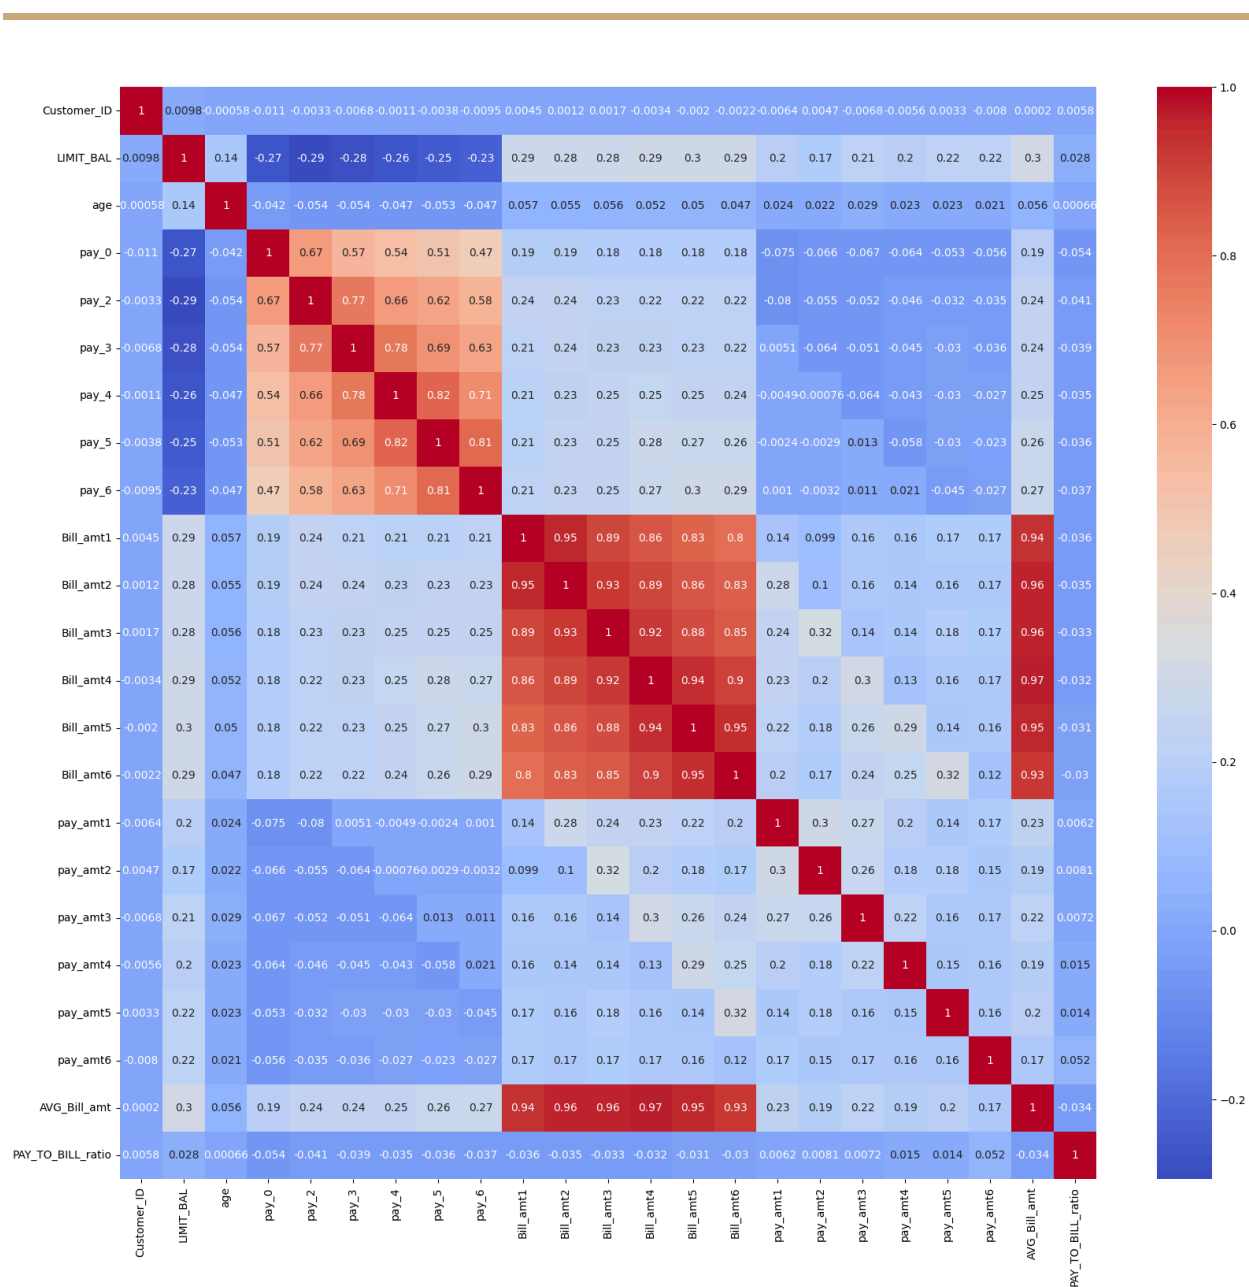 Customer_ID 1 0.0098 -0.00058 -0.011 -0.0033 -0.0068 -0.0011 -0.0038 -0.0095 0.0045 0.0012 0.0017 -0.0034 -0.002 -0.0022 -0.0064 0.0047 -0.0068 -0.0056 0.0033 -0.008 0.0002 0.0058 1.0
LIMIT_BAL 0.0098 1 0.14 -0.27 -0.29 -0.28 -0.26 -0.25 -0.23 0.29 0.28 0.28 0.29 0.3 0.29 0.2 0.17 0.21 0.2 0.22 0.22 0.3 0.028
age -0.00058 0.14 1 -0.042 -0.054 -0.054 -0.047 -0.053 -0.047 0.057 0.055 0.056 0.052 0.05 0.047 0.024 0.022 0.029 0.023 0.023 0.021 0.056 0.00066
pay_0 -0.011 -0.27 -0.042 1 0.67 0.57 0.54 0.51 0.47 0.19 0.19 0.18 0.18 0.18 0.18 -0.075 -0.066 -0.067 -0.064 -0.053 -0.056 0.19 -0.054 0.8
pay_2 -0.0033 -0.29 -0.054 0.67 1 0.77 0.66 0.62 0.58 0.24 0.24 0.23 0.22 0.22 0.22 -0.08 -0.055 -0.052 -0.046 -0.032 -0.035 0.24 -0.041
pay_3 -0.0068 -0.28 -0.054 0.57 0.77 1 0.78 0.69 0.63 0.21 0.24 0.23 0.23 0.23 0.22 0.0051 -0.064 -0.051 -0.045 -0.03 -0.036 0.24 -0.039
pay_4 -0.0011 -0.26 -0.047 0.54 0.66 0.78 1 0.82 0.71 0.21 0.23 0.25 0.25 0.25 0.24 -0.0049 -0.00076 -0.064 -0.043 -0.03 -0.027 0.25 -0.035 0.6
pay_5 -0.0038 -0.25 -0.053 0.51 0.62 0.69 0.82 1 0.81 0.21 0.23 0.25 0.28 0.27 0.26 -0.0024 -0.0029 0.013 -0.058 -0.03 -0.023 0.26 -0.036
pay_6 -0.0095 -0.23 -0.047 0.47 0.58 0.63 0.71 0.81 1 0.21 0.23 0.25 0.27 0.3 0.29 0.001 -0.0032 0.011 0.021 -0.045 -0.027 0.27 -0.037
Bill_amt1 0.0045 0.29 0.057 0.19 0.24 0.21 0.21 0.21 0.21 1 0.95 0.89 0.86 0.83 0.8 0.14 0.099 0.16 0.16 0.17 0.17 0.94 -0.036
Bill_amt2 0.0012 0.28 0.055 0.19 0.24 0.24 0.23 0.23 0.23 0.95 1 0.93 0.89 0.86 0.83 0.28 0.1 0.16 0.14 0.16 0.17 0.96 -0.035 0.4
Bill_amt3 0.0017 0.28 0.056 0.18 0.23 0.23 0.25 0.25 0.25 0.89 0.93 1 0.92 0.88 0.85 0.24 0.32 0.14 0.14 0.18 0.17 0.96 -0.033
Bill_amt4 -0.0034 0.29 0.052 0.18 0.22 0.23 0.25 0.28 0.27 0.86 0.89 0.92 1 0.94 0.9 0.23 0.2 0.3 0.13 0.16 0.17 0.97 -0.032
Bill_amt5 -0.002 0.3 0.05 0.18 0.22 0.23 0.25 0.27 0.3 0.83 0.86 0.88 0.94 1 0.95 0.22 0.18 0.26 0.29 0.14 0.16 0.95 -0.031
Bill_amt6 -0.0022 0.29 0.047 0.18 0.22 0.22 0.24 0.26 0.29 0.8 0.83 0.85 0.9 0.95 1 0.2 0.17 0.24 0.25 0.32 0.12 0.93 -0.03 0.2
pay_amt1 -0.0064 0.2 0.024 -0.075 -0.08 0.0051 -0.0049 -0.0024 0.001 0.14 0.28 0.24 0.23 0.22 0.2 1 0.3 0.27 0.2 0.14 0.17 0.23 0.0062
pay_amt2 0.0047 0.17 0.022 -0.066 -0.055 -0.064 -0.00076 -0.0029 -0.0032 0.099 0.1 0.32 0.2 0.18 0.17 0.3 1 0.26 0.18 0.18 0.15 0.19 0.0081
pay_amt3 -0.0068 0.21 0.029 -0.067 -0.052 -0.051 -0.064 0.013 0.011 0.16 0.16 0.14 0.3 0.26 0.24 0.27 0.26 1 0.22 0.16 0.17 0.22 0.0072 0.0
pay_amt4 -0.0056 0.2 0.023 -0.064 -0.046 -0.045 -0.043 -0.058 0.021 0.16 0.14 0.14 0.13 0.29 0.25 0.2 0.18 0.22 1 0.15 0.16 0.19 0.015
pay_amt5 0.0033 0.22 0.023 -0.053 -0.032 -0.03 -0.03 -0.03 -0.045 0.17 0.16 0.18 0.16 0.14 0.32 0.14 0.18 0.16 0.15 1 0.16 0.2 0.014
pay_amt6 -0.008 0.22 0.021 -0.056 -0.035 -0.036 -0.027 -0.023 -0.027 0.17 0.17 0.17 0.17 0.16 0.12 0.17 0.15 0.17 0.16 0.16 1 0.17 0.052
AVG_Bill_amt 0.0002 0.3 0.056 0.19 0.24 0.24 0.25 0.26 0.27 0.94 0.96 0.96 0.97 0.95 0.93 0.23 0.19 0.22 0.19 0.2 0.17 1 -0.034 -0.2
PAY_TO_BILL_ratio 0.0058 0.028 0.00066 -0.054 -0.041 -0.039 -0.035 -0.036 -0.037 -0.036 -0.035 -0.033 -0.032 -0.031 -0.03 0.0062 0.0081 0.0072 0.015 0.014 0.052 -0.034 1
Customer_ID LIMIT_BAL age pay_0 pay_2 pay_3 pay_4 pay_5 pay_6 Bill_amt1 Bill_amt2 Bill_amt3 Bill_amt4 Bill_amt5 Bill_amt6 pay_amt1 pay_amt2 pay_amt3 pay_amt4 pay_amt5 pay_amt6 AVG_Bill_amt PAY_TO_BILL_ratio